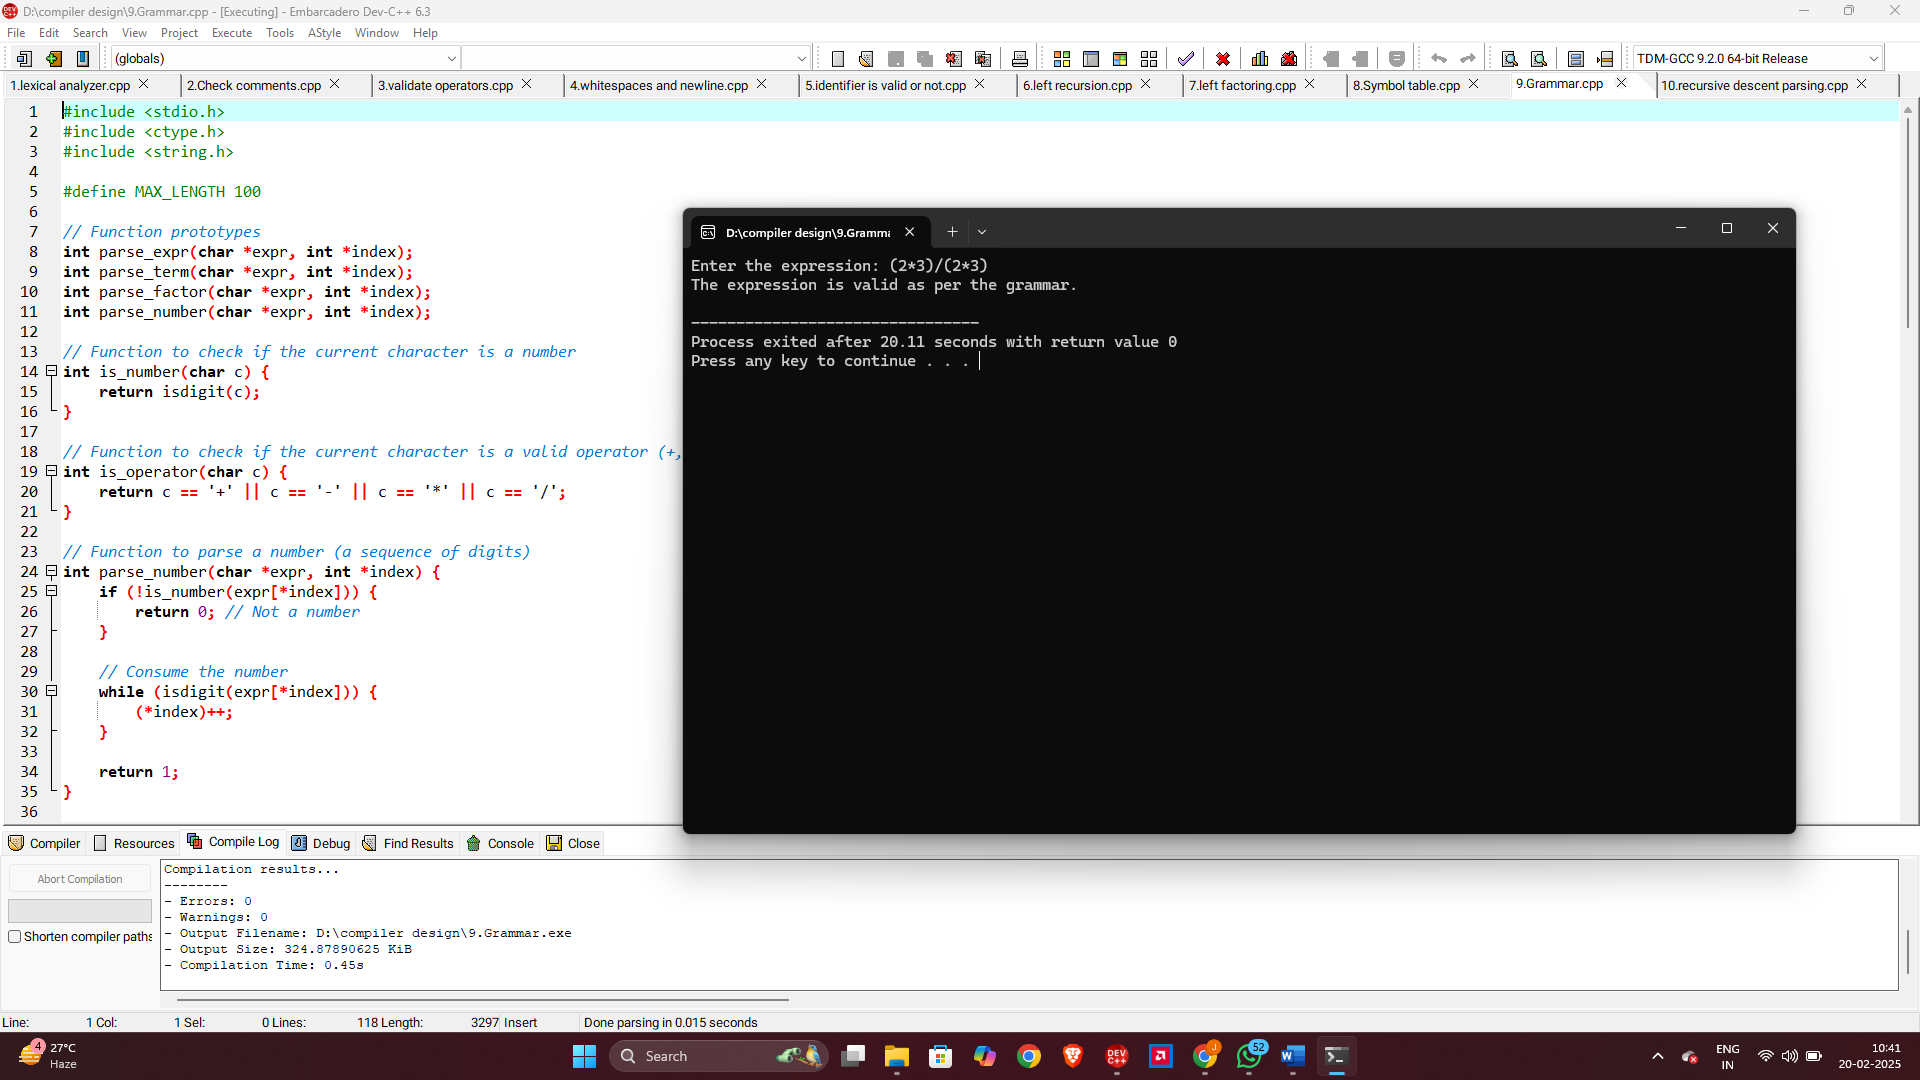 D:\compiler design\9.Grammar.cpp - [Executing] - Embarcadero Dev-C++ 6.3
File Edit Search View Project Execute Tools AStyle Window Help
(globals)
TDM-GCC 9.2.0 64-bit Release
1.lexical analyzer.cpp 2.Check comments.cpp 3.validate operators.cpp 4.whitespaces and newline.cpp 5.identifier is valid or not.cpp 6.left recursion.cpp 7.left factoring.cpp 8.Symbol table.cpp 9.Grammar.cpp 10.recursive descent parsing.cpp
1 #include <stdio.h>
2 #include <ctype.h>
3 #include <string.h>
4
5 #define MAX_LENGTH 100
6
7 // Function prototypes
8 int parse_expr(char *expr, int *index);
9 int parse_term(char *expr, int *index);
10 int parse_factor(char *expr, int *index);
11 int parse_number(char *expr, int *index);
12
13 // Function to check if the current character is a number
14 int is_number(char c) {
15 return isdigit(c);
16 }
17
18 // Function to check if the current character is a valid operator (+,
19 int is_operator(char c) {
20 return c == '+' || c == '-' || c == '*' || c == '/';
21 }
22
23 // Function to parse a number (a sequence of digits)
24 int parse_number(char *expr, int *index) {
25 if (!is_number(expr[*index])) {
26 return 0; // Not a number
27 }
28
29 // Consume the number
30 while (isdigit(expr[*index])) {
31 (*index)++;
32 }
33
34 return 1;
35 }
36
D:\compiler design\9.Gramma
Enter the expression: (2*3)/(2*3)
The expression is valid as per the grammar.
--------------------------------
Process exited after 20.11 seconds with return value 0
Press any key to continue . . .
Compiler Resources Compile Log Debug Find Results Console Close
Abort Compilation
Shorten compiler paths
Compilation results...
--------
- Errors: 0
- Warnings: 0
- Output Filename: D:\compiler design\9.Grammar.exe
- Output Size: 324.87890625 KiB
- Compilation Time: 0.45s
Line: 1 Col: 1 Sel: 0 Lines: 118 Length: 3297 Insert Done parsing in 0.015 seconds
4
27°C
Haze
Search
DEV C++
J
52
W
ENG
IN
10:41
20-02-2025